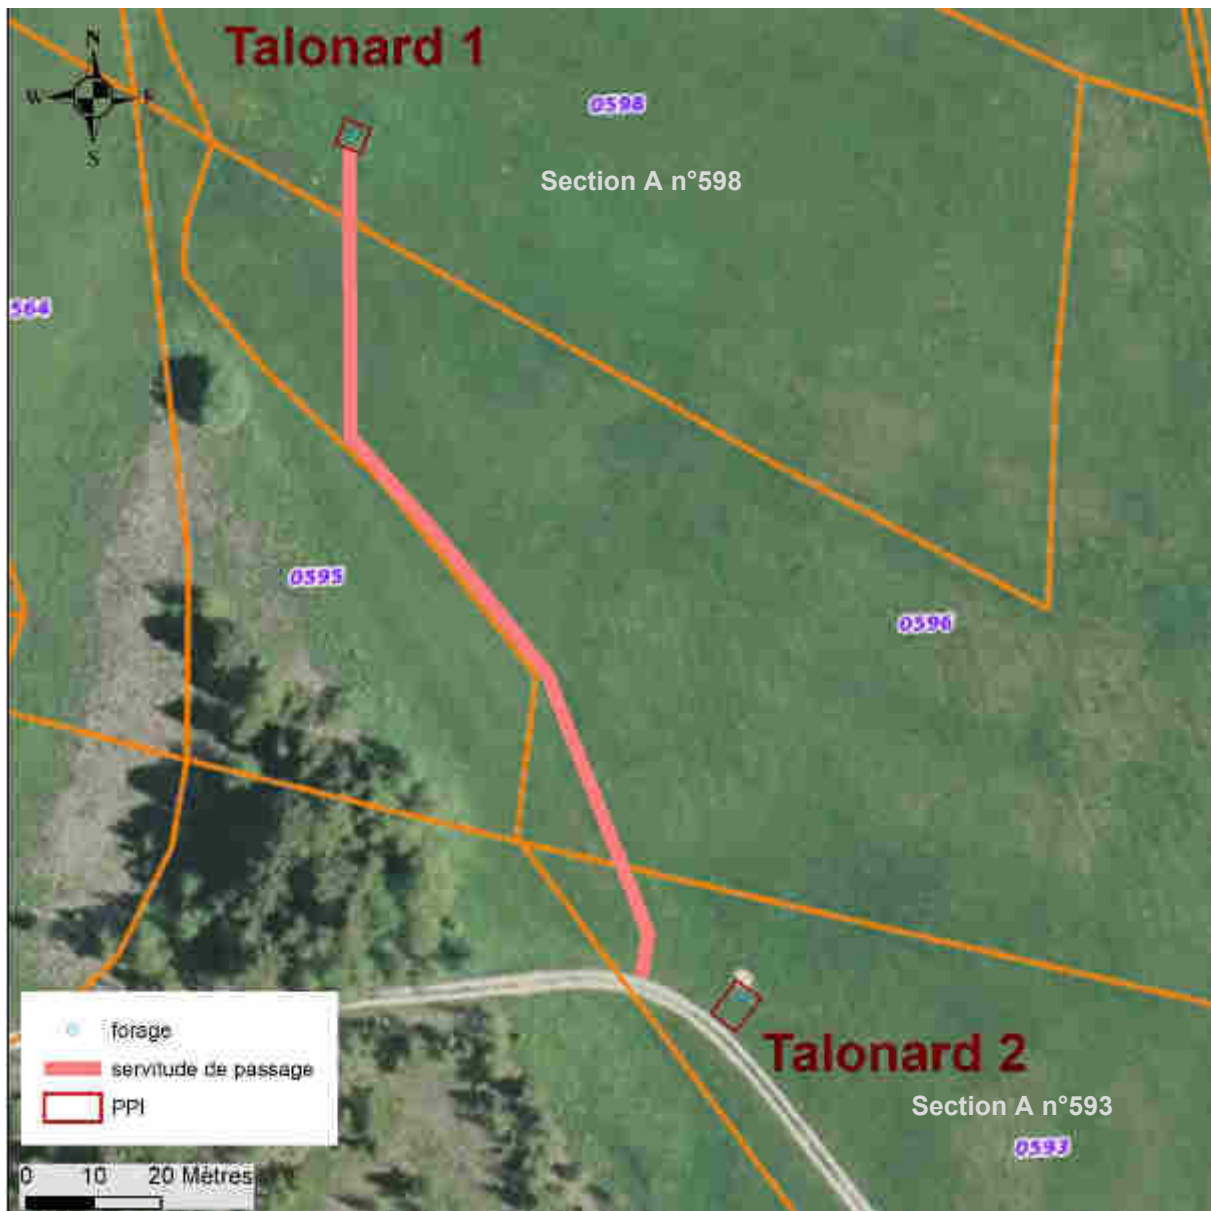 Talonard 1
N
W E
S
0598
Section A n°598
564
0595
0596
forage
servitude de passage
PPI
Talonard 2
Section A n°593
0593
0 10 20 Mètres